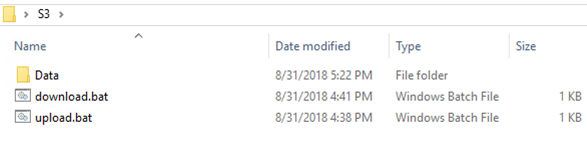 S3
Name Date modified Type Size
Data 8/31/2018 5:22 PM File folder
download.bat 8/31/2018 4:41 PM Windows Batch File 1 KB
upload.bat 8/31/2018 4:38 PM Windows Batch File 1 KB